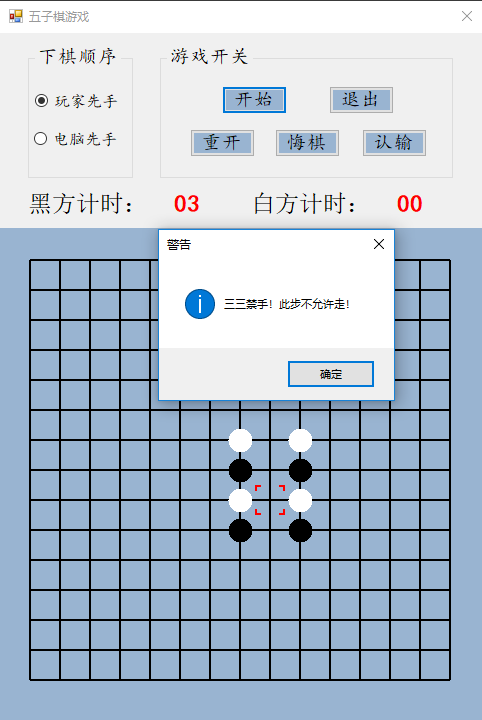 五子棋游戏
下棋顺序
游戏开关
玩家先手
开始
退出
电脑先手
重开
悔棋
认输
黑方计时： 03 白方计时： 00
警告
三三禁手！此步不允许走！
确定